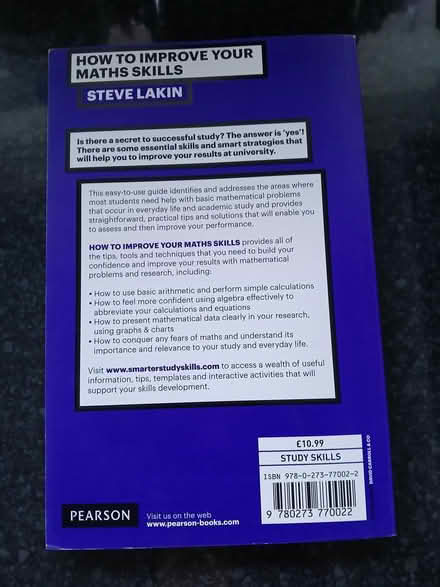 HOW TO IMPROVE YOUR
MATHS SKILLS
STEVE LAKIN
Is there a secret to successful study? The answer is 'yes'!
There are some essential skills and smart strategies that
will help you to improve your results at university.
This easy-to-use guide identifies and addresses the areas where
most students need help with basic mathematical problems
that occur in everyday life and academic study and provides
straightforward, practical tips and solutions that will enable you
to assess and then improve your performance.
HOW TO IMPROVE YOUR MATHS SKILLS provides all of
the tips, tools and techniques that you need to build your
confidence and improve your results with mathematical
problems and research, including:
• How to use basic arithmetic and perform simple calculations
• How to feel more confident using algebra effectively to
abbreviate your calculations and equations
• How to present mathematical data clearly in your research,
using graphs & charts
• How to conquer any fears of maths and understand its
importance and relevance to your study and everyday life.
Visit www.smarterstudyskills.com to access a wealth of useful
information, tips, templates and interactive activities that will
support your skills development.
£10.99
STUDY SKILLS
ISBN 978-0-273-77002-2
9 780273 770022
DAVID CARROLL & CO
PEARSON
Visit us on the web
www.pearson-books.com